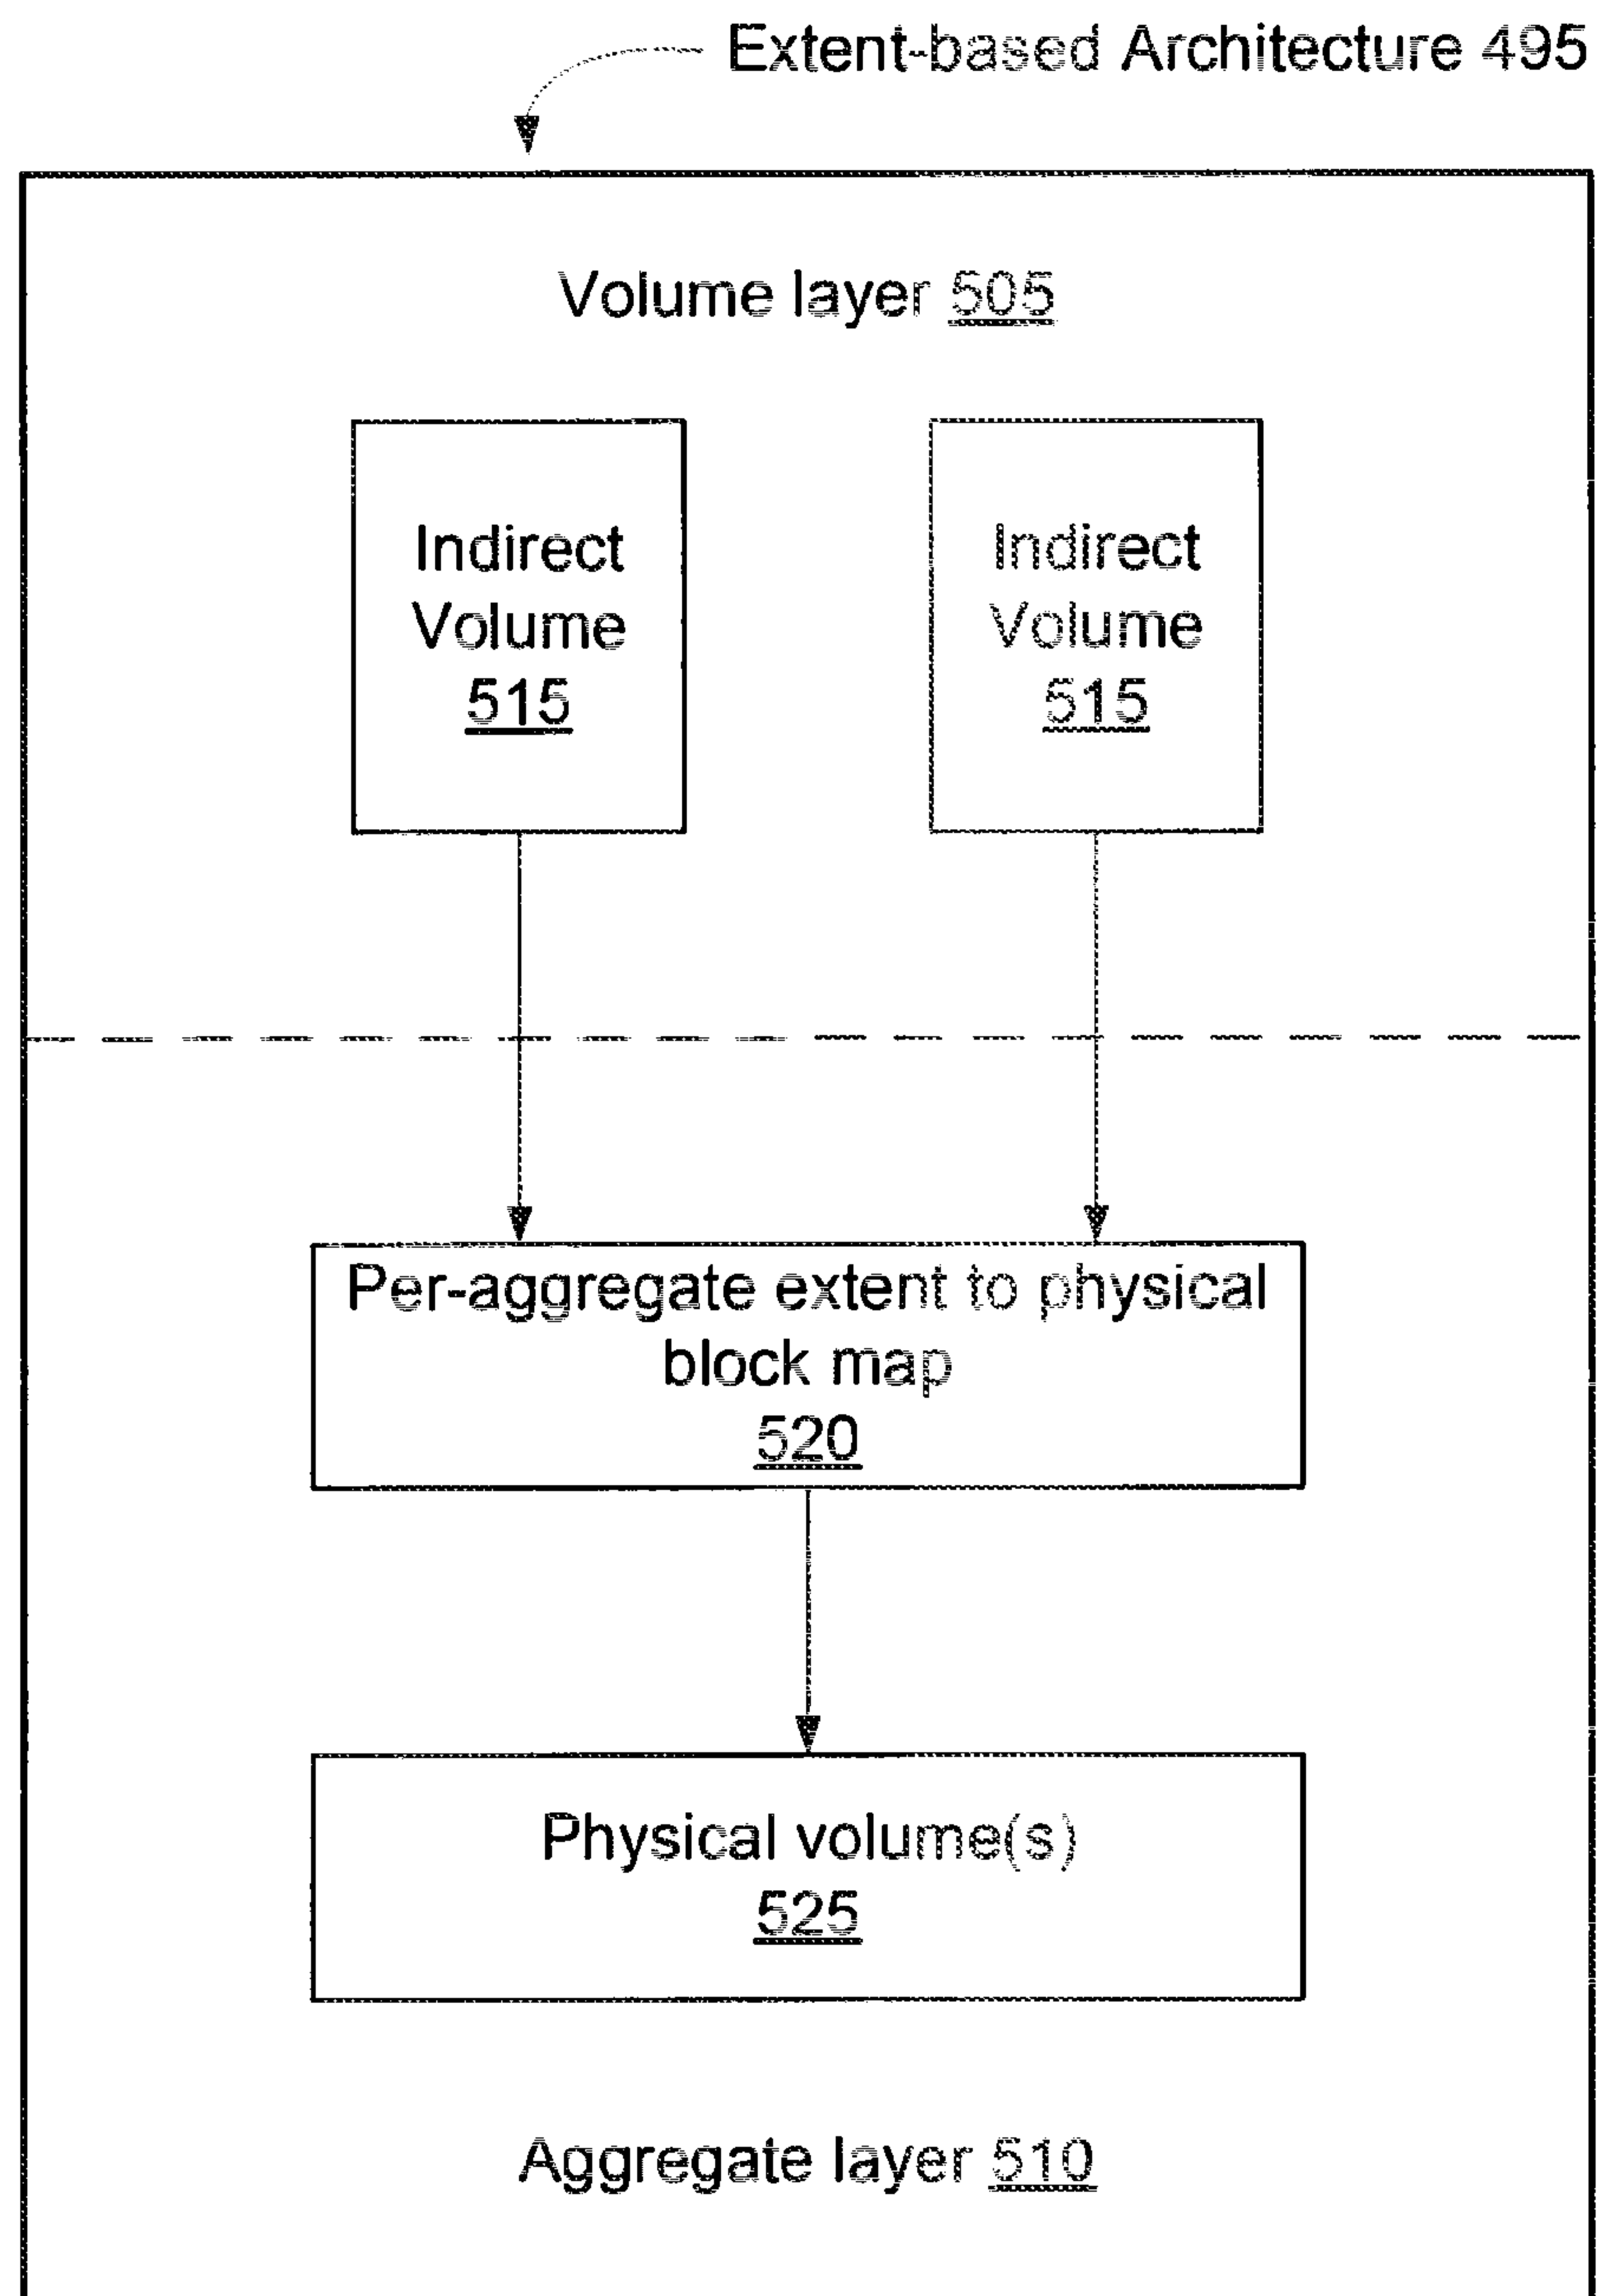 Extent-based Architecture 495
Volume layer 505
Indirect
Volume
515
Indirect
Volume
515
Per-aggregate extent to physical
block map
520
Physical volume(s)
525
Aggregate layer 510